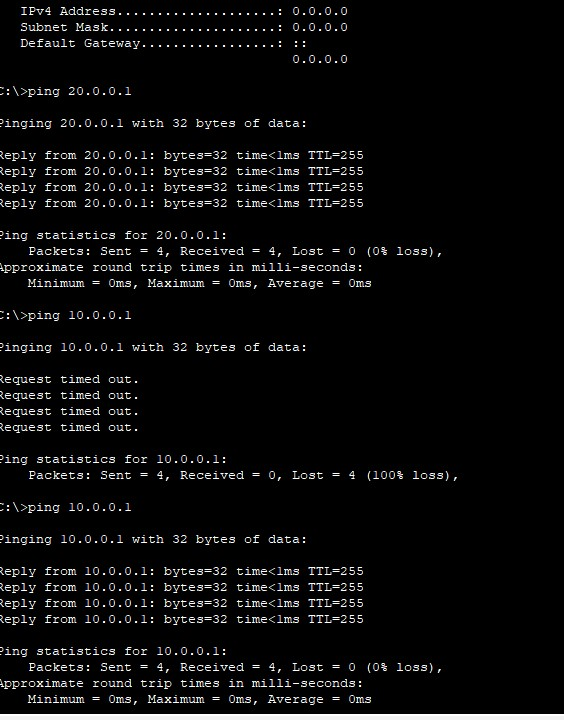 IPv4 Address....................: 0.0.0.0
Subnet Mask.....................: 0.0.0.0
Default Gateway.................: ::
0.0.0.0
C:\>ping 20.0.0.1
Pinging 20.0.0.1 with 32 bytes of data:
Reply from 20.0.0.1: bytes=32 time<1ms TTL=255
Reply from 20.0.0.1: bytes=32 time<1ms TTL=255
Reply from 20.0.0.1: bytes=32 time<1ms TTL=255
Reply from 20.0.0.1: bytes=32 time<1ms TTL=255
Ping statistics for 20.0.0.1:
Packets: Sent = 4, Received = 4, Lost = 0 (0% loss),
Approximate round trip times in milli-seconds:
Minimum = 0ms, Maximum = 0ms, Average = 0ms
C:\>ping 10.0.0.1
Pinging 10.0.0.1 with 32 bytes of data:
Request timed out.
Request timed out.
Request timed out.
Request timed out.
Ping statistics for 10.0.0.1:
Packets: Sent = 4, Received = 0, Lost = 4 (100% loss),
C:\>ping 10.0.0.1
Pinging 10.0.0.1 with 32 bytes of data:
Reply from 10.0.0.1: bytes=32 time<1ms TTL=255
Reply from 10.0.0.1: bytes=32 time<1ms TTL=255
Reply from 10.0.0.1: bytes=32 time<1ms TTL=255
Reply from 10.0.0.1: bytes=32 time<1ms TTL=255
Ping statistics for 10.0.0.1:
Packets: Sent = 4, Received = 4, Lost = 0 (0% loss),
Approximate round trip times in milli-seconds:
Minimum = 0ms, Maximum = 0ms, Average = 0ms